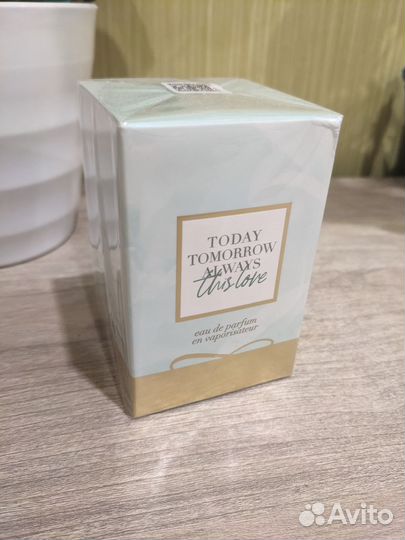 TODAY
TOMORROW
ALWAYS
this love
eau de parfum
en vaporisateur
Avito